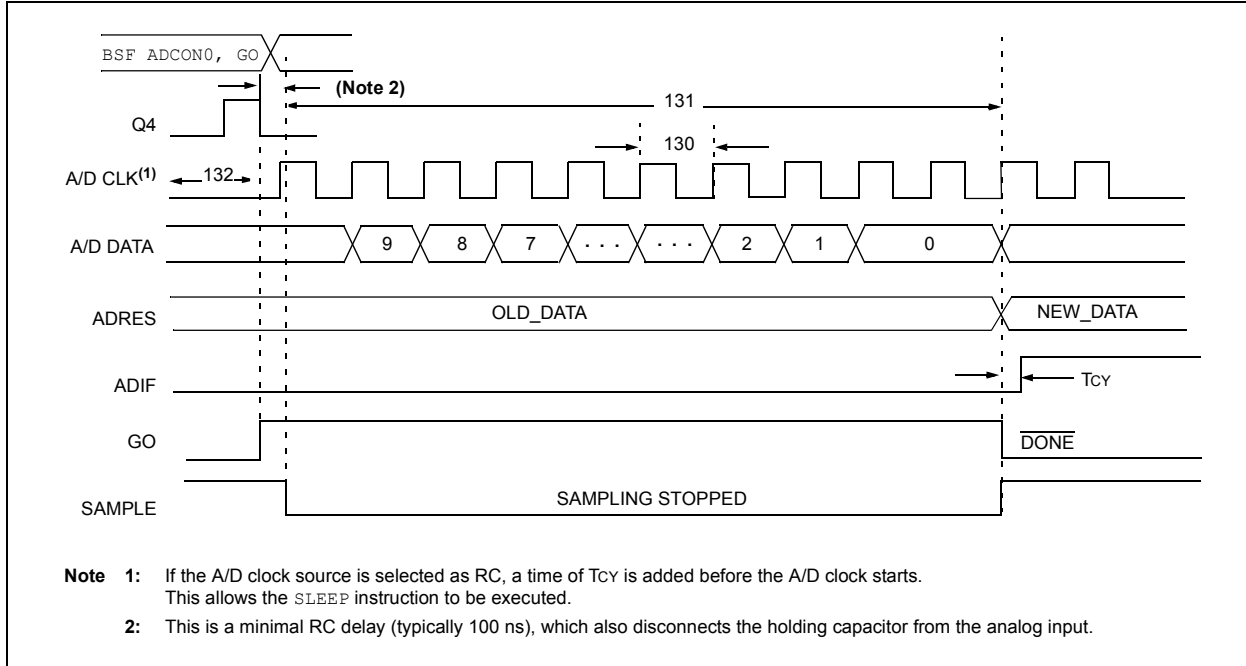 BSF ADCON0, GO
(Note 2)
131
Q4
130
A/D CLK(1)
132
A/D DATA
9 8 7 . . . . . . 2 1 0
ADRES
OLD_DATA
NEW_DATA
ADIF
TCY
GO
DONE
SAMPLE
SAMPLING STOPPED
Note 1: If the A/D clock source is selected as RC, a time of TCY is added before the A/D clock starts.
This allows the SLEEP instruction to be executed.
2: This is a minimal RC delay (typically 100 ns), which also disconnects the holding capacitor from the analog input.